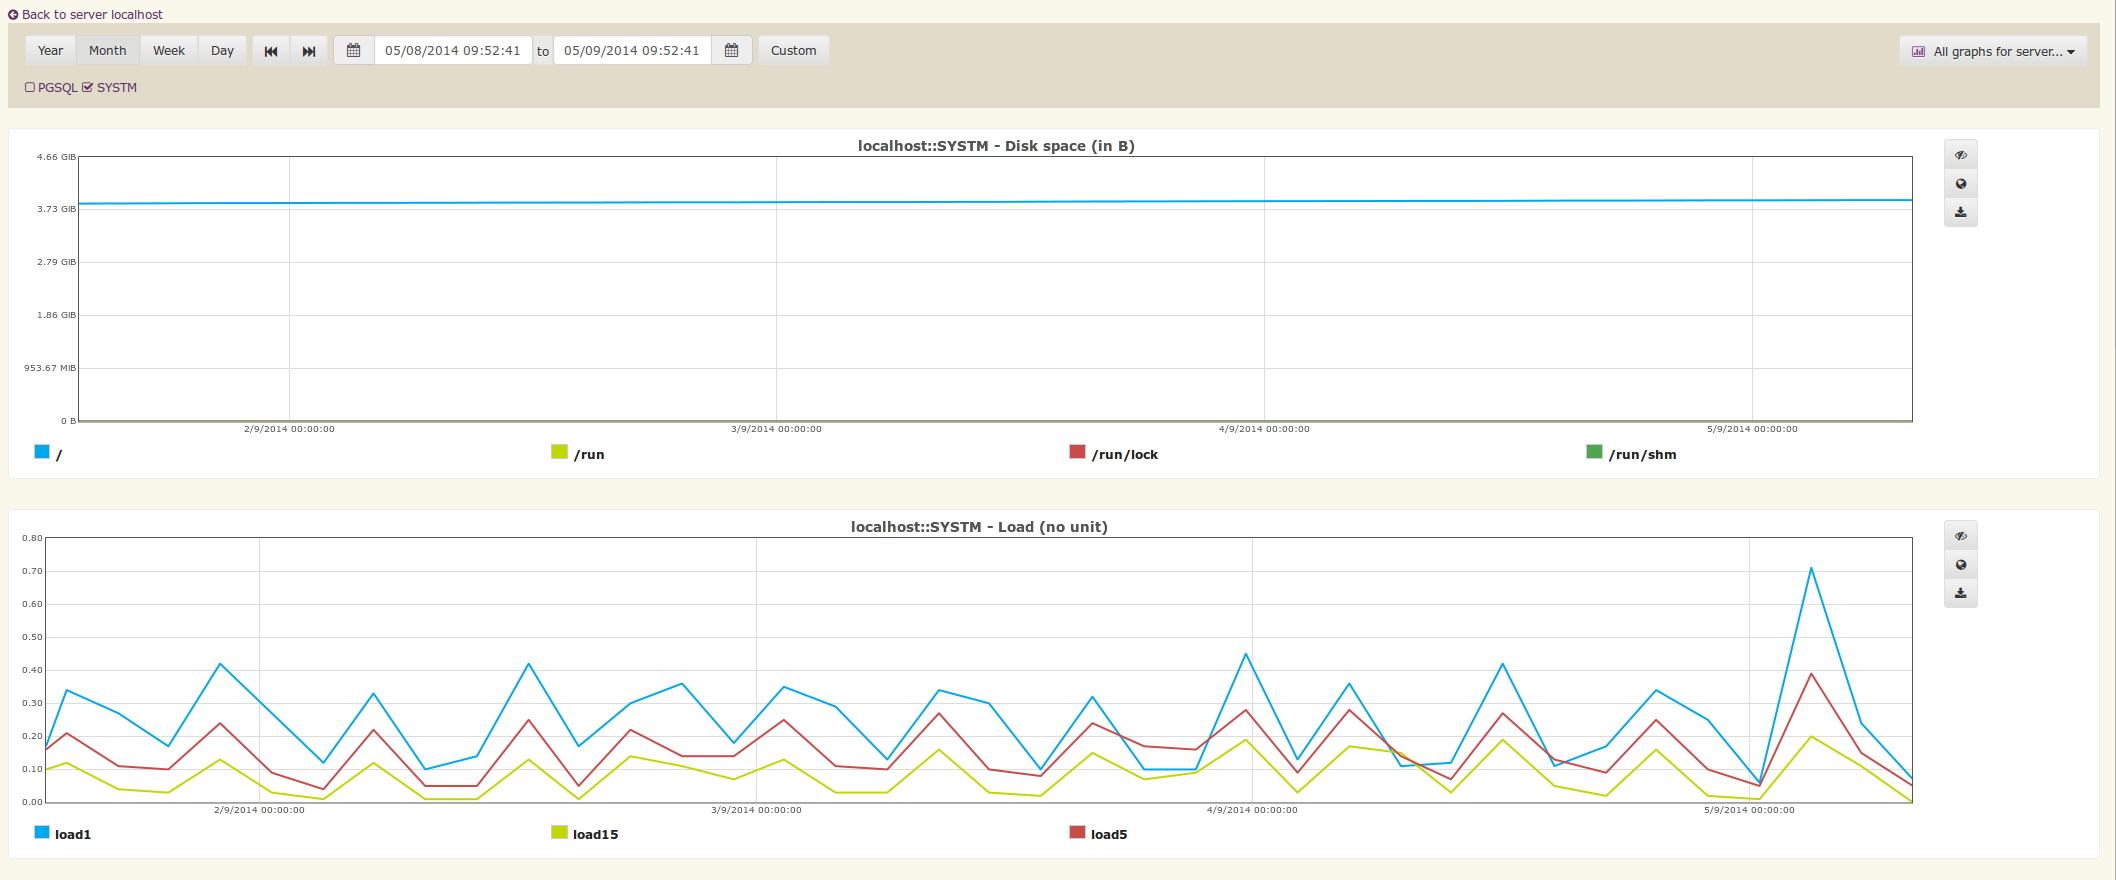 Back to server localhost
Year Month Week Day 05/08/2014 09:52:41 to 05/09/2014 09:52:41 Custom All graphs for server...
PGSQL SYSTM
localhost::SYSTM - Disk space (in B)
4.66 GIB
3.73 GIB
2.79 GIB
1.86 GIB
953.67 MIB
0 B
2/9/2014 00:00:00 3/9/2014 00:00:00 4/9/2014 00:00:00 5/9/2014 00:00:00
/ /run /run/lock /run/shm
localhost::SYSTM - Load (no unit)
0.80
0.70
0.60
0.50
0.40
0.30
0.20
0.10
0.00
2/9/2014 00:00:00 3/9/2014 00:00:00 4/9/2014 00:00:00 5/9/2014 00:00:00
load1 load15 load5